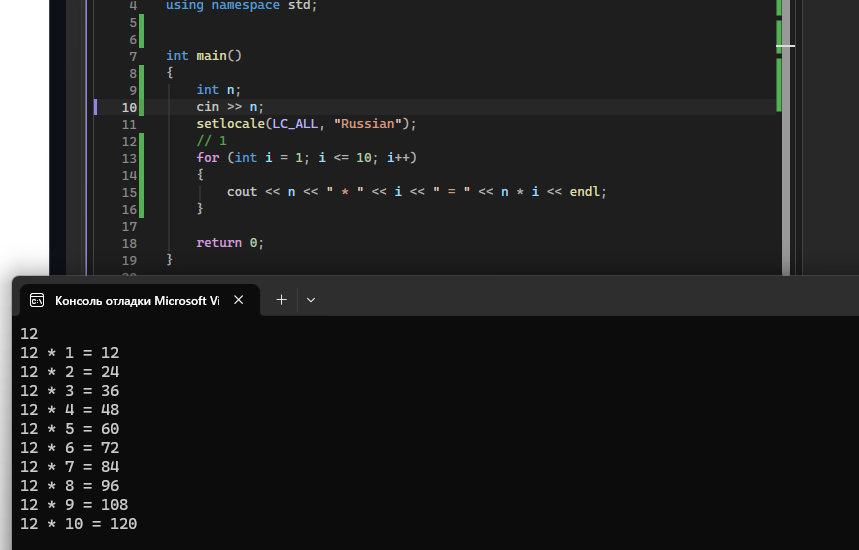 4 using namespace std;
5
6
7 int main()
8 {
9 int n;
10 cin >> n;
11 setlocale(LC_ALL, "Russian");
12 // 1
13 for (int i = 1; i <= 10; i++)
14 {
15 cout << n << " * " << i << " = " << n * i << endl;
16 }
17
18 return 0;
19 }
Консоль отладки Microsoft Vi
12
12 * 1 = 12
12 * 2 = 24
12 * 3 = 36
12 * 4 = 48
12 * 5 = 60
12 * 6 = 72
12 * 7 = 84
12 * 8 = 96
12 * 9 = 108
12 * 10 = 120